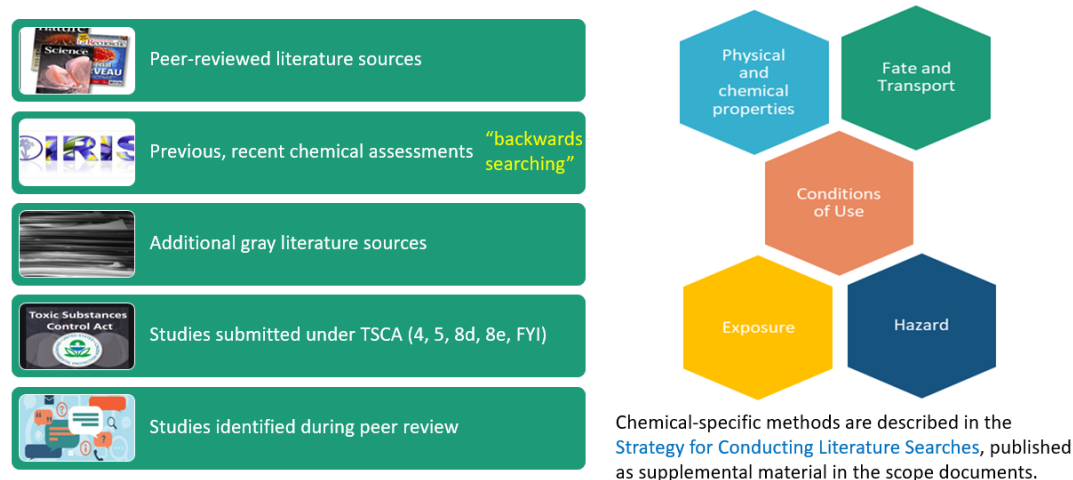 nature
Science
Peer-reviewed literature sources
IRIS
Previous, recent chemical assessments
“backwards
searching”
Additional gray literature sources
Toxic Substances
Control Act
Studies submitted under TSCA (4, 5, 8d, 8e, FYI)
Studies identified during peer review
Physical
and
chemical
properties
Fate and
Transport
Conditions
of Use
Exposure
Hazard
Chemical-specific methods are described in the
Strategy for Conducting Literature Searches, published
as supplemental material in the scope documents.